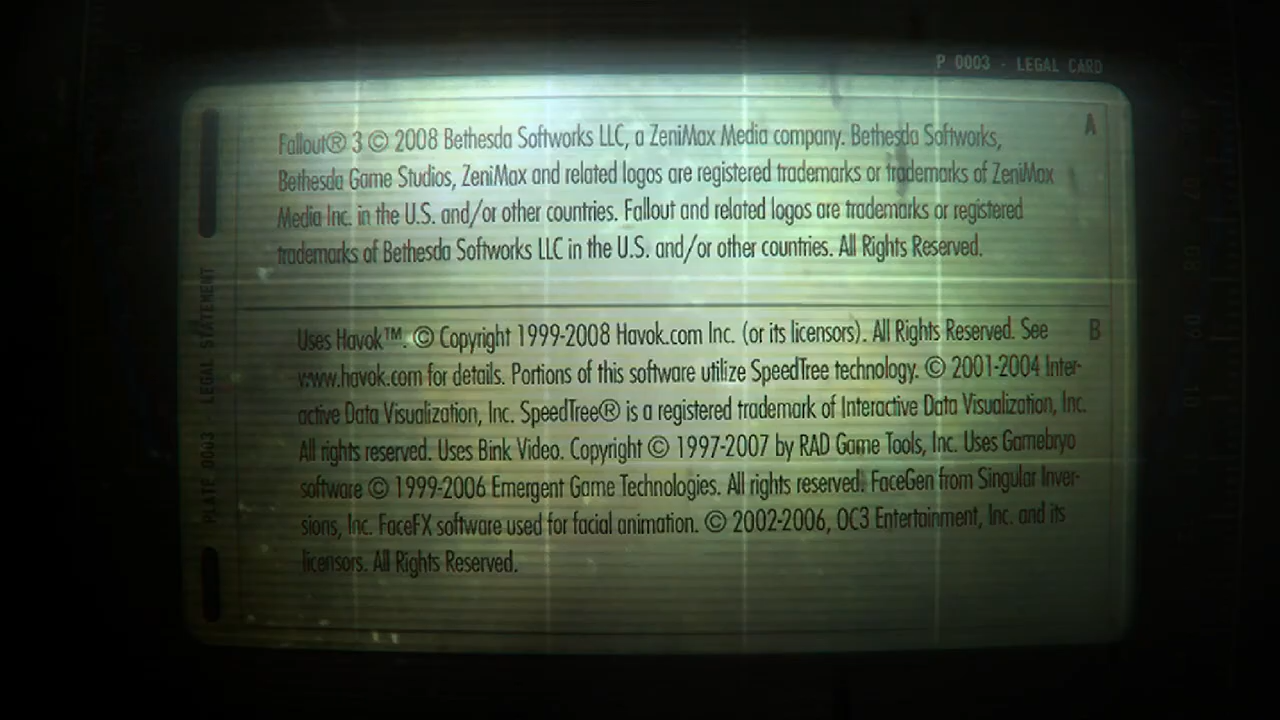 P 0003 - LEGAL CARD
A
Fallout® 3 © 2008 Bethesda Softworks LLC, a ZeniMax Media company. Bethesda Softworks,
Bethesda Game Studios, ZeniMax and related logos are registered trademarks or trademarks of ZeniMax
Media Inc. in the U.S. and/or other countries. Fallout and related logos are trademarks or registered
trademarks of Bethesda Softworks LLC in the U.S. and/or other countries. All Rights Reserved.
B
Uses Havok™. © Copyright 1999-2008 Havok.com Inc. (or its licensors). All Rights Reserved. See
www.havok.com for details. Portions of this software utilize SpeedTree technology. © 2001-2004 Inter-
active Data Visualization, Inc. SpeedTree® is a registered trademark of Interactive Data Visualization, Inc.
All rights reserved. Uses Bink Video. Copyright © 1997-2007 by RAD Game Tools, Inc. Uses Gamebryo
software © 1999-2006 Emergent Game Technologies. All rights reserved. FaceGen from Singular Inver-
sions, Inc. FaceFX software used for facial animation. © 2002-2006, OC3 Entertainment, Inc. and its
licensors. All Rights Reserved.
PLATE 0003 - LEGAL STATEMENT